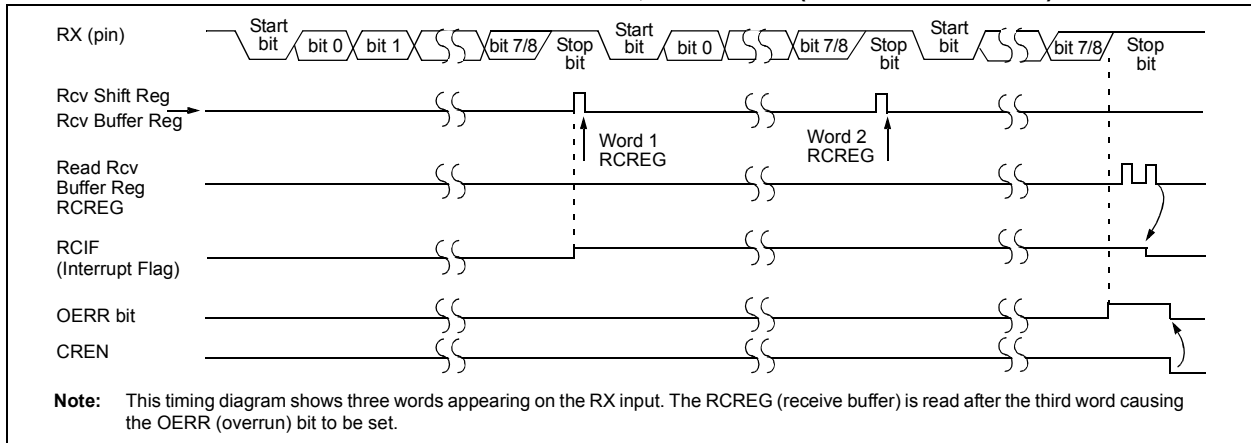 RX (pin)
Start bit
bit 0
bit 1
bit 7/8
Stop bit
Start bit
bit 0
bit 7/8
Stop bit
Start bit
bit 7/8
Stop bit
Rcv Shift Reg
Rcv Buffer Reg
Word 1
RCREG
Word 2
RCREG
Read Rcv
Buffer Reg
RCREG
RCIF
(Interrupt Flag)
OERR bit
CREN
Note: This timing diagram shows three words appearing on the RX input. The RCREG (receive buffer) is read after the third word causing
the OERR (overrun) bit to be set.